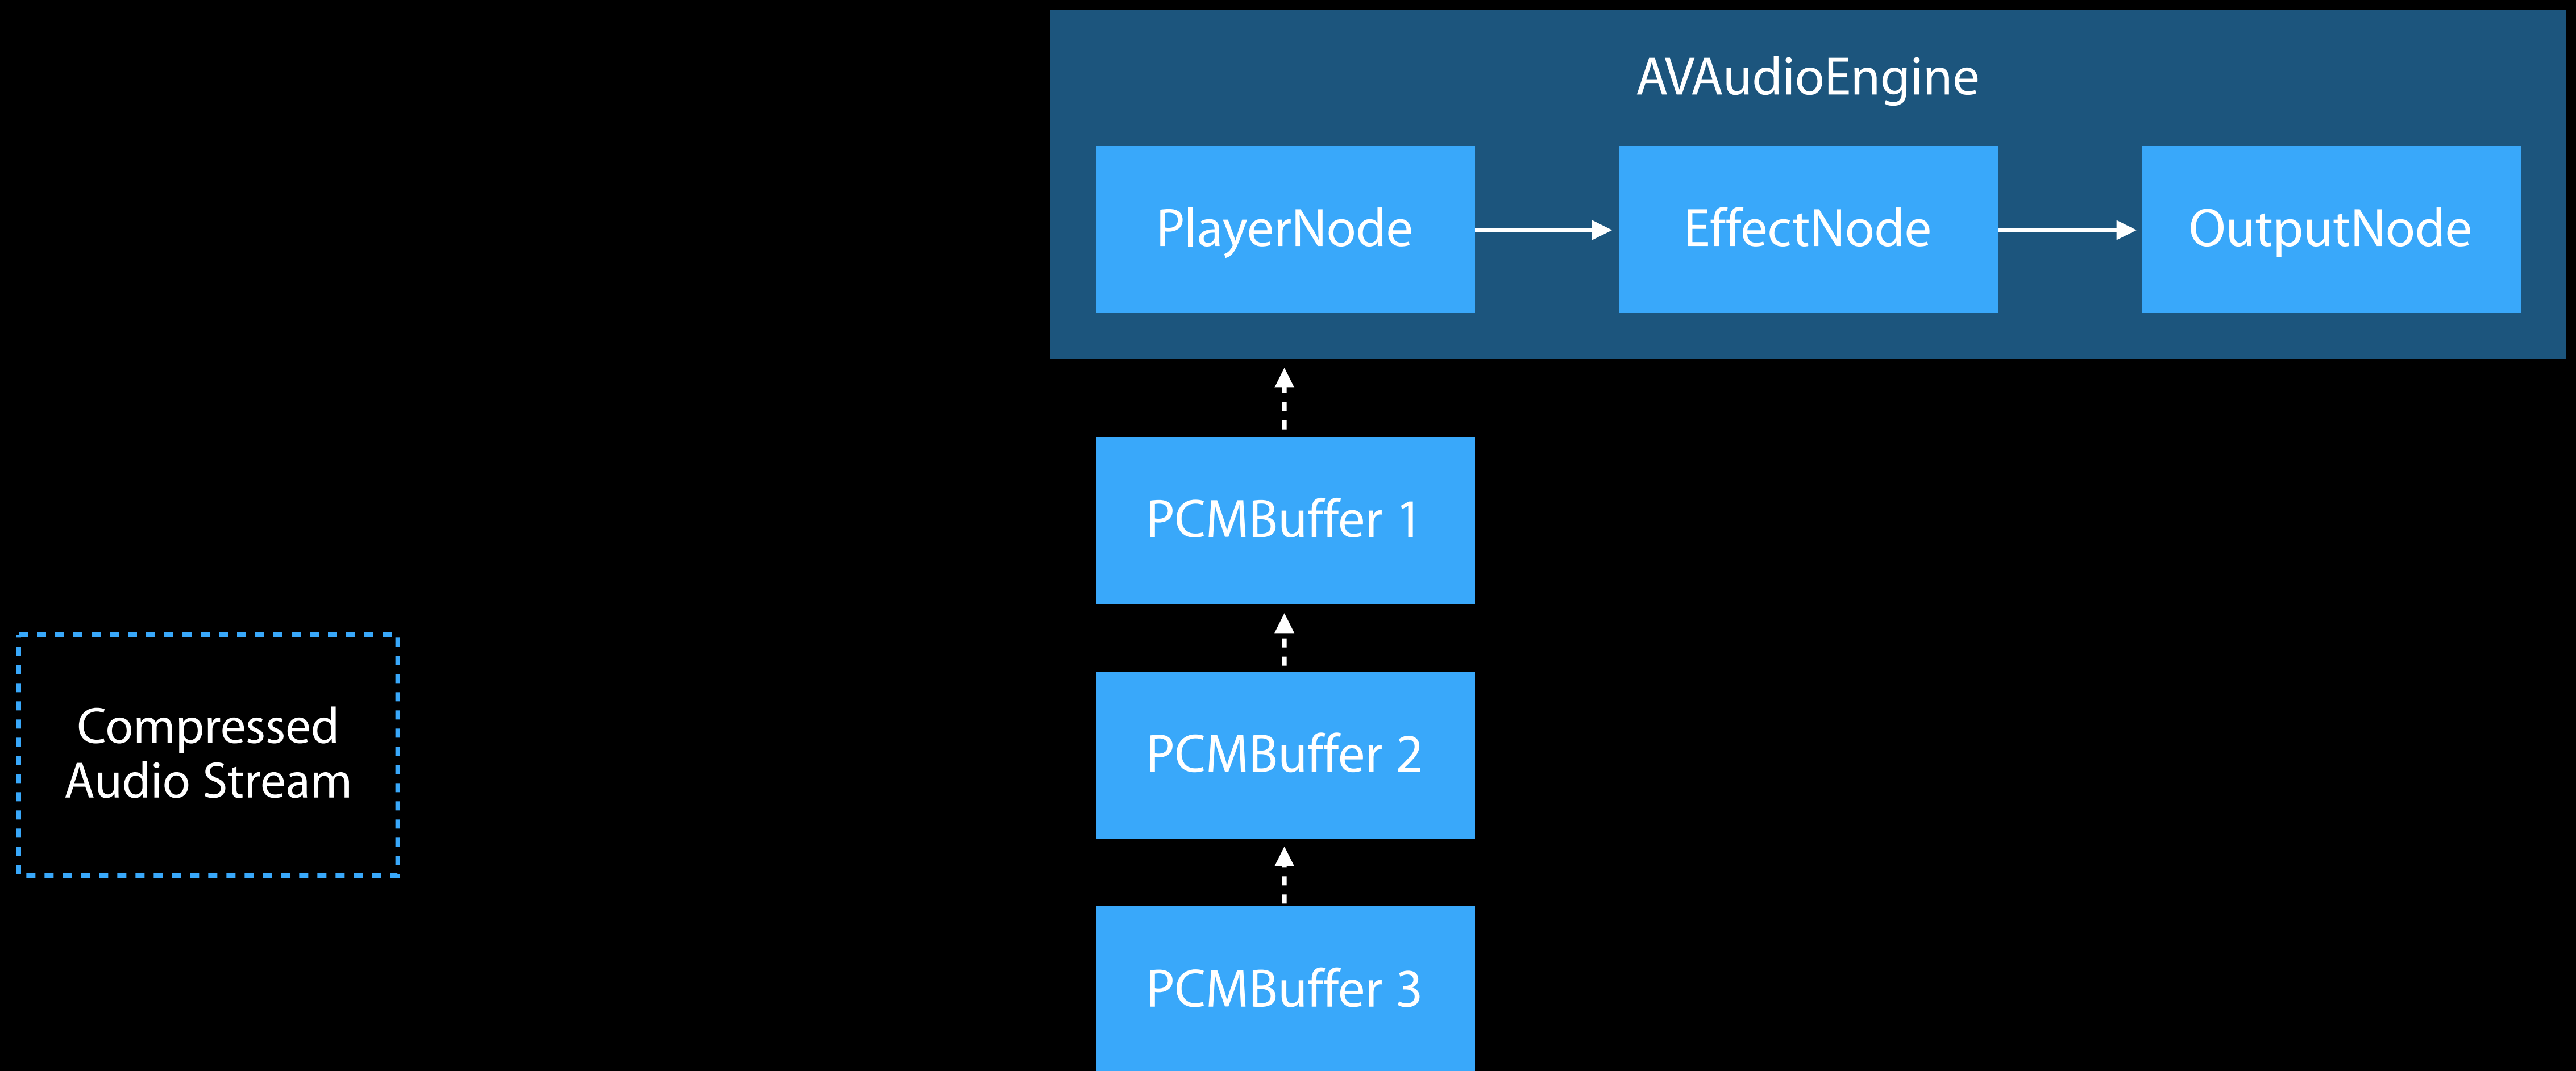 AVAudioEngine
PlayerNode
EffectNode
OutputNode
PCMBuffer 1
Compressed
Audio Stream
PCMBuffer 2
PCMBuffer 3